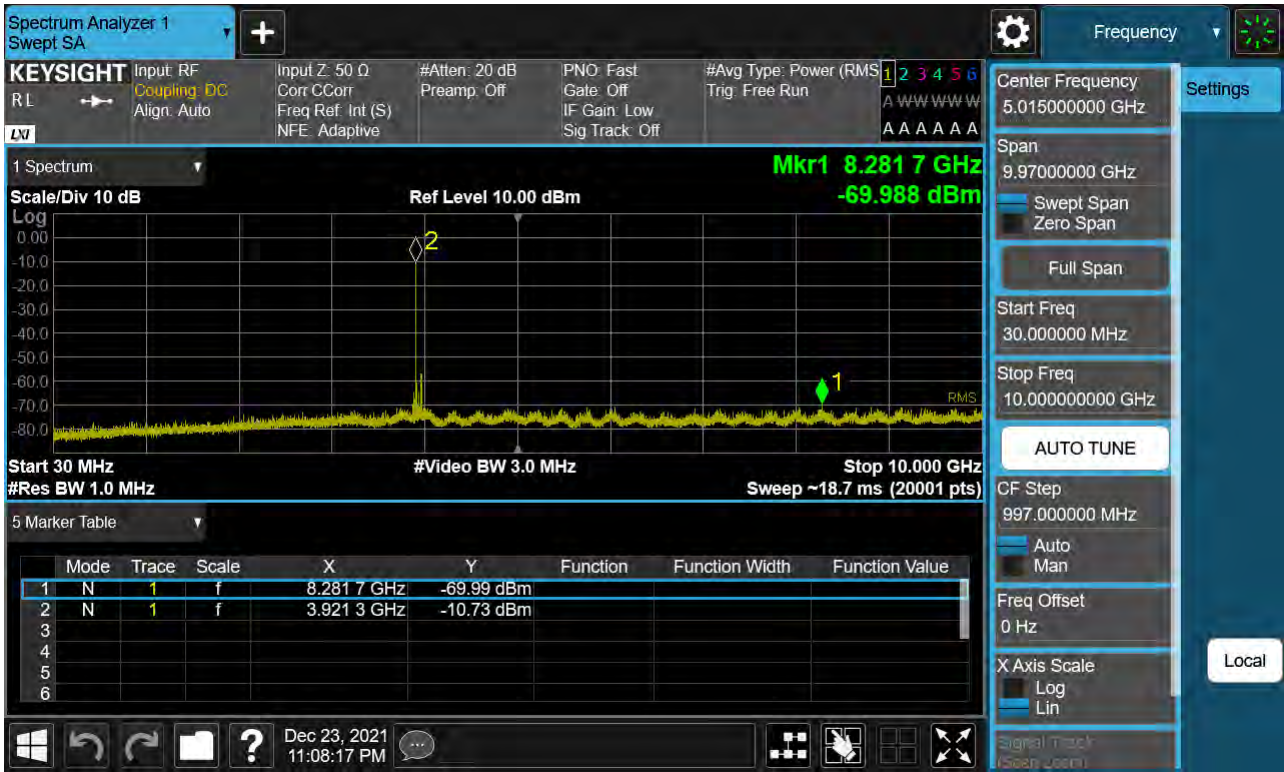 Spectrum Analyzer 1
Swept SA
Frequency
KEYSIGHT
RL
LXI
Input: RF
Coupling: DC
Align: Auto
Input Z: 50 Ω
Corr CCorr
Freq Ref: Int (S)
NFE: Adaptive
#Atten: 20 dB
Preamp: Off
PNO: Fast
Gate: Off
IF Gain: Low
Sig Track: Off
#Avg Type: Power (RMS
Trig: Free Run
1 2 3 4 5 6
A W W W W W
A A A A A A
1 Spectrum
Scale/Div 10 dB
Log
Ref Level 10.00 dBm
Mkr1 8.281 7 GHz
-69.988 dBm
0.00
-10.0
-20.0
-30.0
-40.0
-50.0
-60.0
-70.0
-80.0
2
1
RMS
Start 30 MHz
#Res BW 1.0 MHz
#Video BW 3.0 MHz
Stop 10.000 GHz
Sweep ~18.7 ms (20001 pts)
5 Marker Table
Mode Trace Scale X Y Function Function Width Function Value
1 N 1 f 8.281 7 GHz -69.99 dBm
2 N 1 f 3.921 3 GHz -10.73 dBm
3
4
5
6
Dec 23, 2021
11:08:17 PM
Center Frequency
5.015000000 GHz
Span
9.97000000 GHz
Swept Span
Zero Span
Full Span
Start Freq
30.000000 MHz
Stop Freq
10.000000000 GHz
AUTO TUNE
CF Step
997.000000 MHz
Auto
Man
Freq Offset
0 Hz
X Axis Scale
Log
Lin
Signal Track
(Span Zoom)
Settings
Local